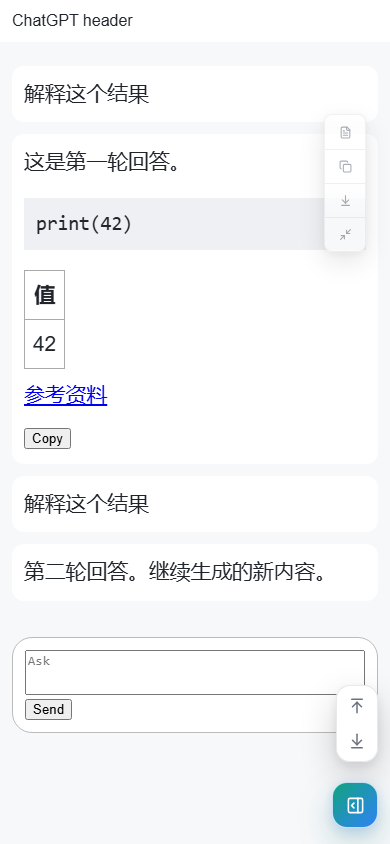 ChatGPT header
解释这个结果
这是第一轮回答。
print(42)
值
42
参考资料
Copy
解释这个结果
第二轮回答。继续生成的新内容。
Ask
Send